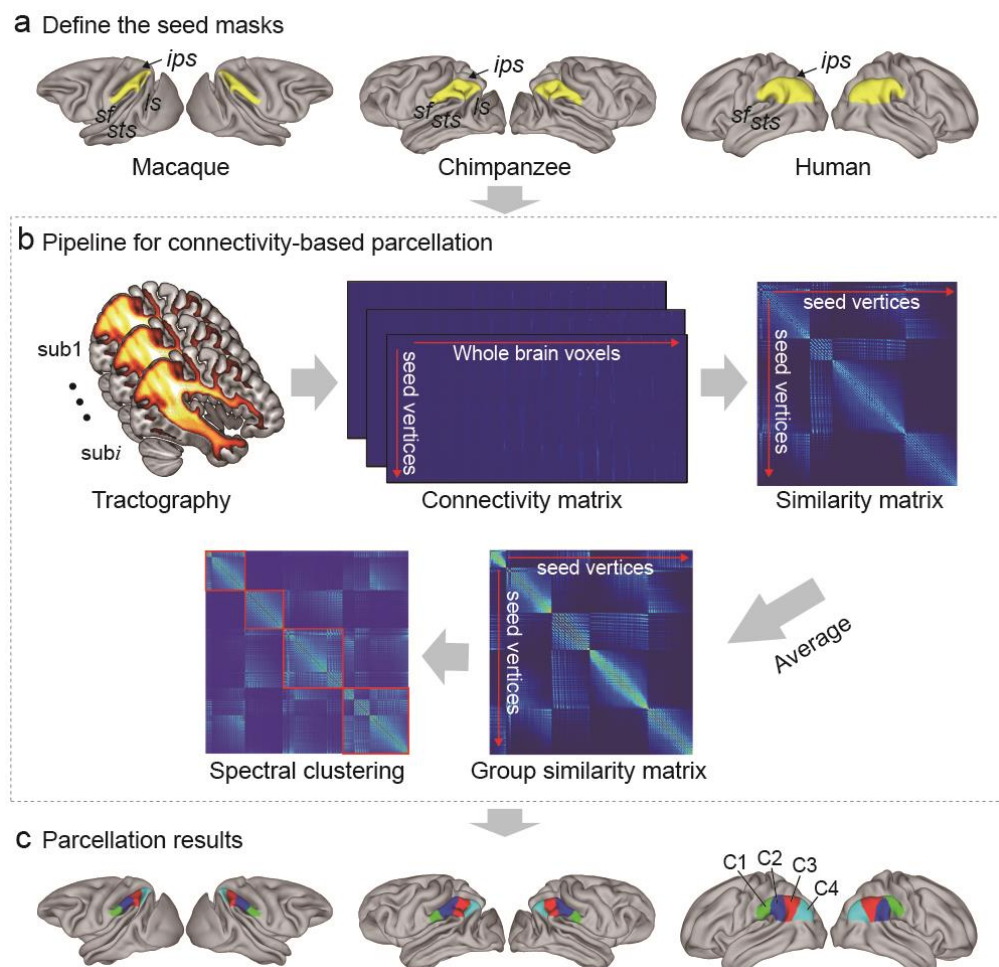 a Define the seed masks
ips
sf
sts
ls
ips
sf
sts
ls
ips
sf
sts
Macaque
Chimpanzee
Human
b Pipeline for connectivity-based parcellation
sub1
subi
Tractography
Whole brain voxels
seed vertices
Connectivity matrix
seed vertices
seed vertices
Similarity matrix
Average
seed vertices
seed vertices
Group similarity matrix
Spectral clustering
c Parcellation results
C1
C2
C3
C4